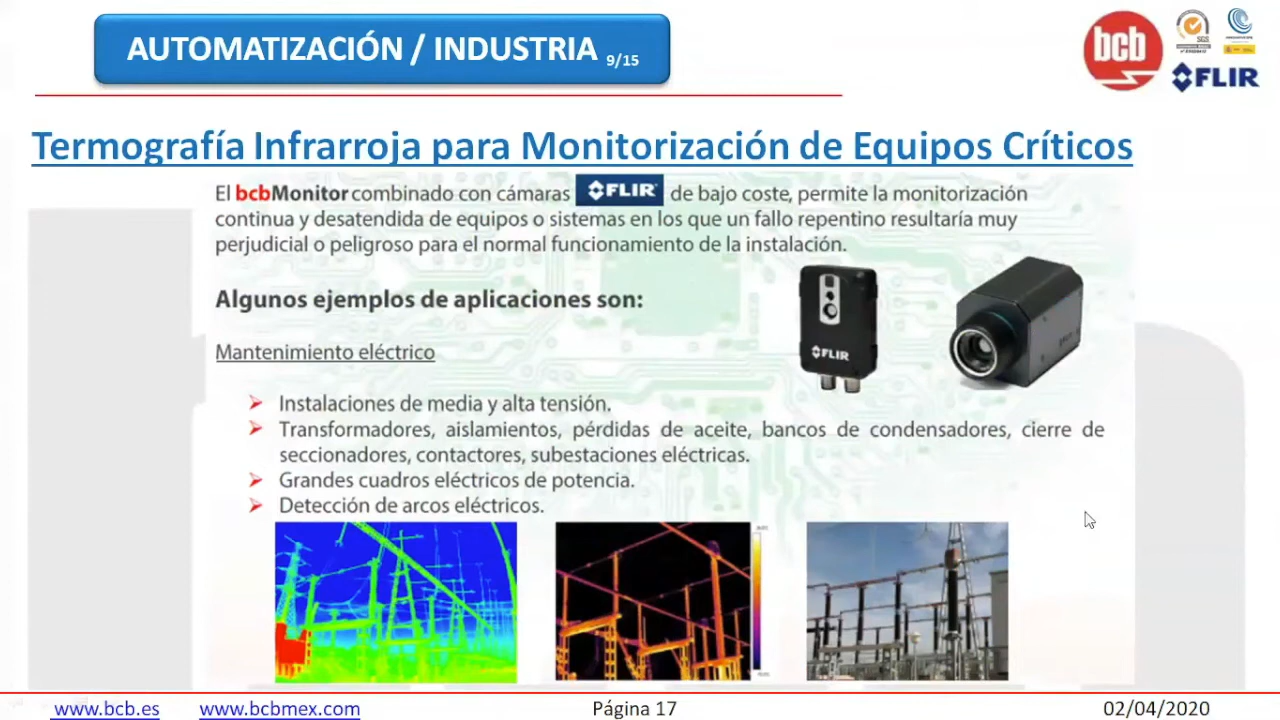 AUTOMATIZACIÓN / INDUSTRIA 9/15
bcb
SGS
FLIR
Termografía Infrarroja para Monitorización de Equipos Críticos
El bcbMonitor combinado con cámaras FLIR de bajo coste, permite la monitorización
continua y desatendida de equipos o sistemas en los que un fallo repentino resultaría muy
perjudicial o peligroso para el normal funcionamiento de la instalación.
Algunos ejemplos de aplicaciones son:
FLIR
Mantenimiento eléctrico
Instalaciones de media y alta tensión.
Transformadores, aislamientos, pérdidas de aceite, bancos de condensadores, cierre de
seccionadores, contactores, subestaciones eléctricas.
Grandes cuadros eléctricos de potencia.
Detección de arcos eléctricos.
www.bcb.es www.bcbmex.com Página 17 02/04/2020